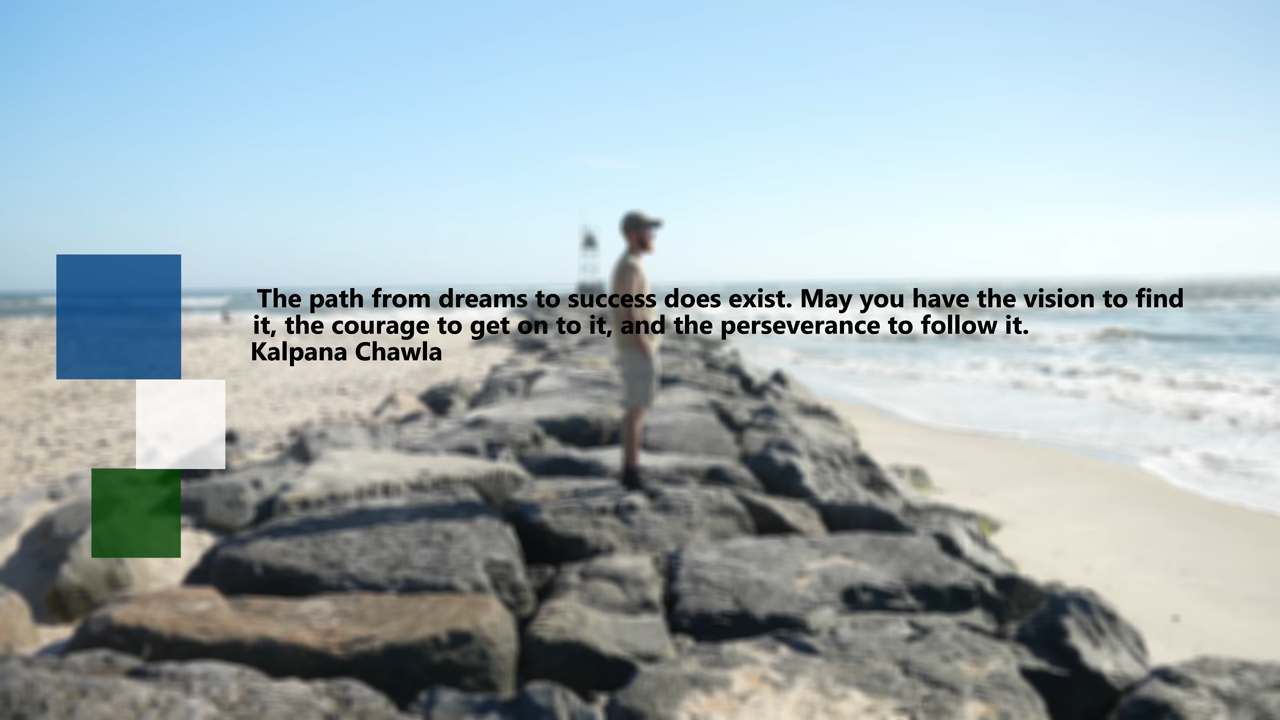 The path from dreams to success does exist. May you have the vision to find
it, the courage to get on to it, and the perseverance to follow it.
Kalpana Chawla